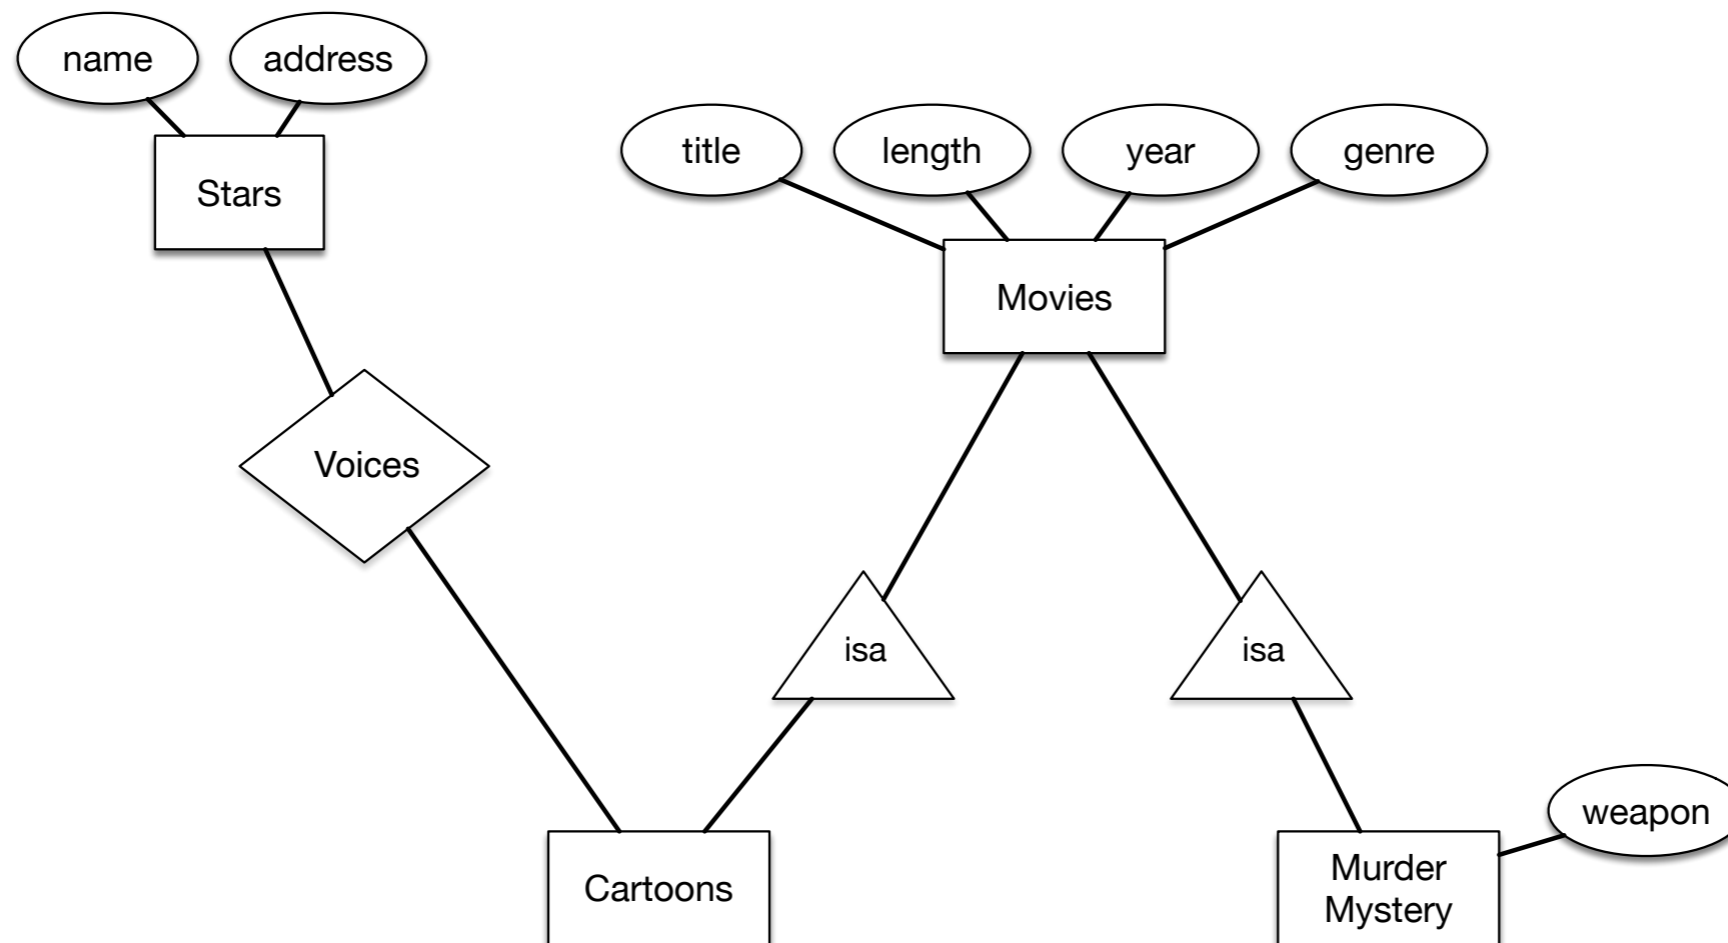 name
address
Stars
title
length
year
genre
Movies
Voices
isa
isa
weapon
Cartoons
Murder
Mystery